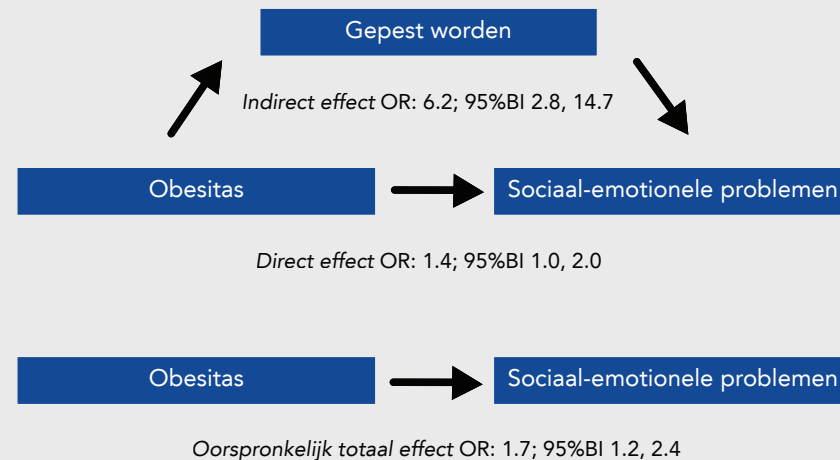 Gepest worden
Indirect effect OR: 6.2; 95%BI 2.8, 14.7
Obesitas
Sociaal-emotionele problemen
Direct effect OR: 1.4; 95%BI 1.0, 2.0
Obesitas
Sociaal-emotionele problemen
Oorspronkelijk totaal effect OR: 1.7; 95%BI 1.2, 2.4